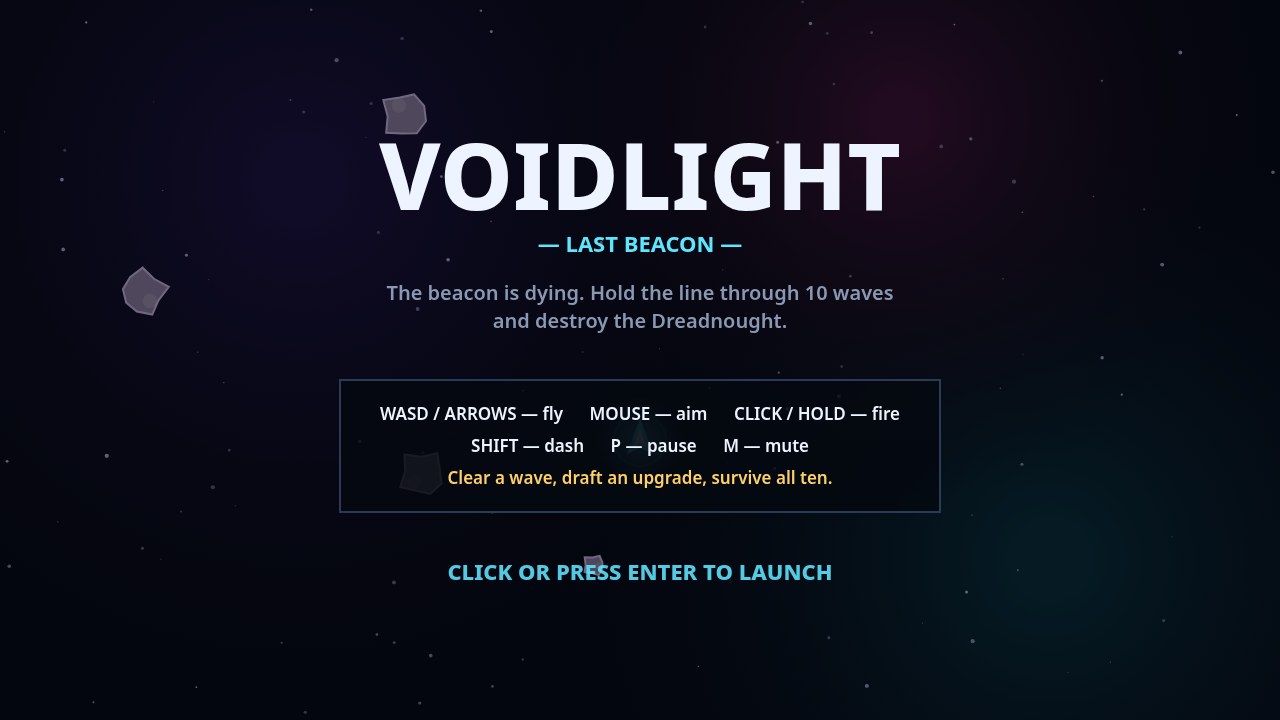 VOIDLIGHT
— LAST BEACON —
The beacon is dying. Hold the line through 10 waves
and destroy the Dreadnought.
WASD / ARROWS — fly MOUSE — aim CLICK / HOLD — fire
SHIFT — dash P — pause M — mute
Clear a wave, draft an upgrade, survive all ten.
CLICK OR PRESS ENTER TO LAUNCH